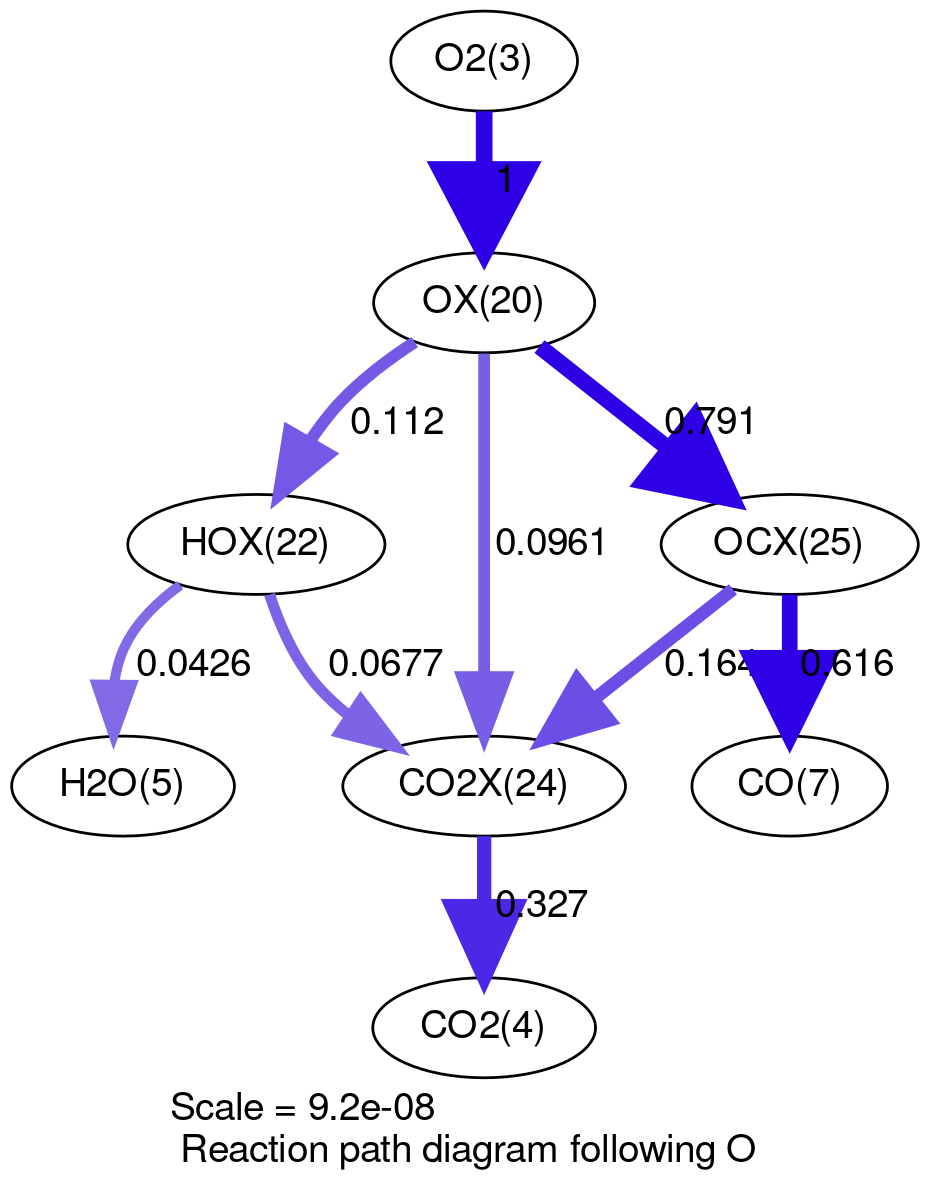 O2(3)
1
OX(20)
0.112
0.791
0.0961
HOX(22)
OCX(25)
0.0426
0.0677
0.164
0.616
H2O(5)
CO2X(24)
CO(7)
0.327
CO2(4)
Scale = 9.2e-08
Reaction path diagram following O